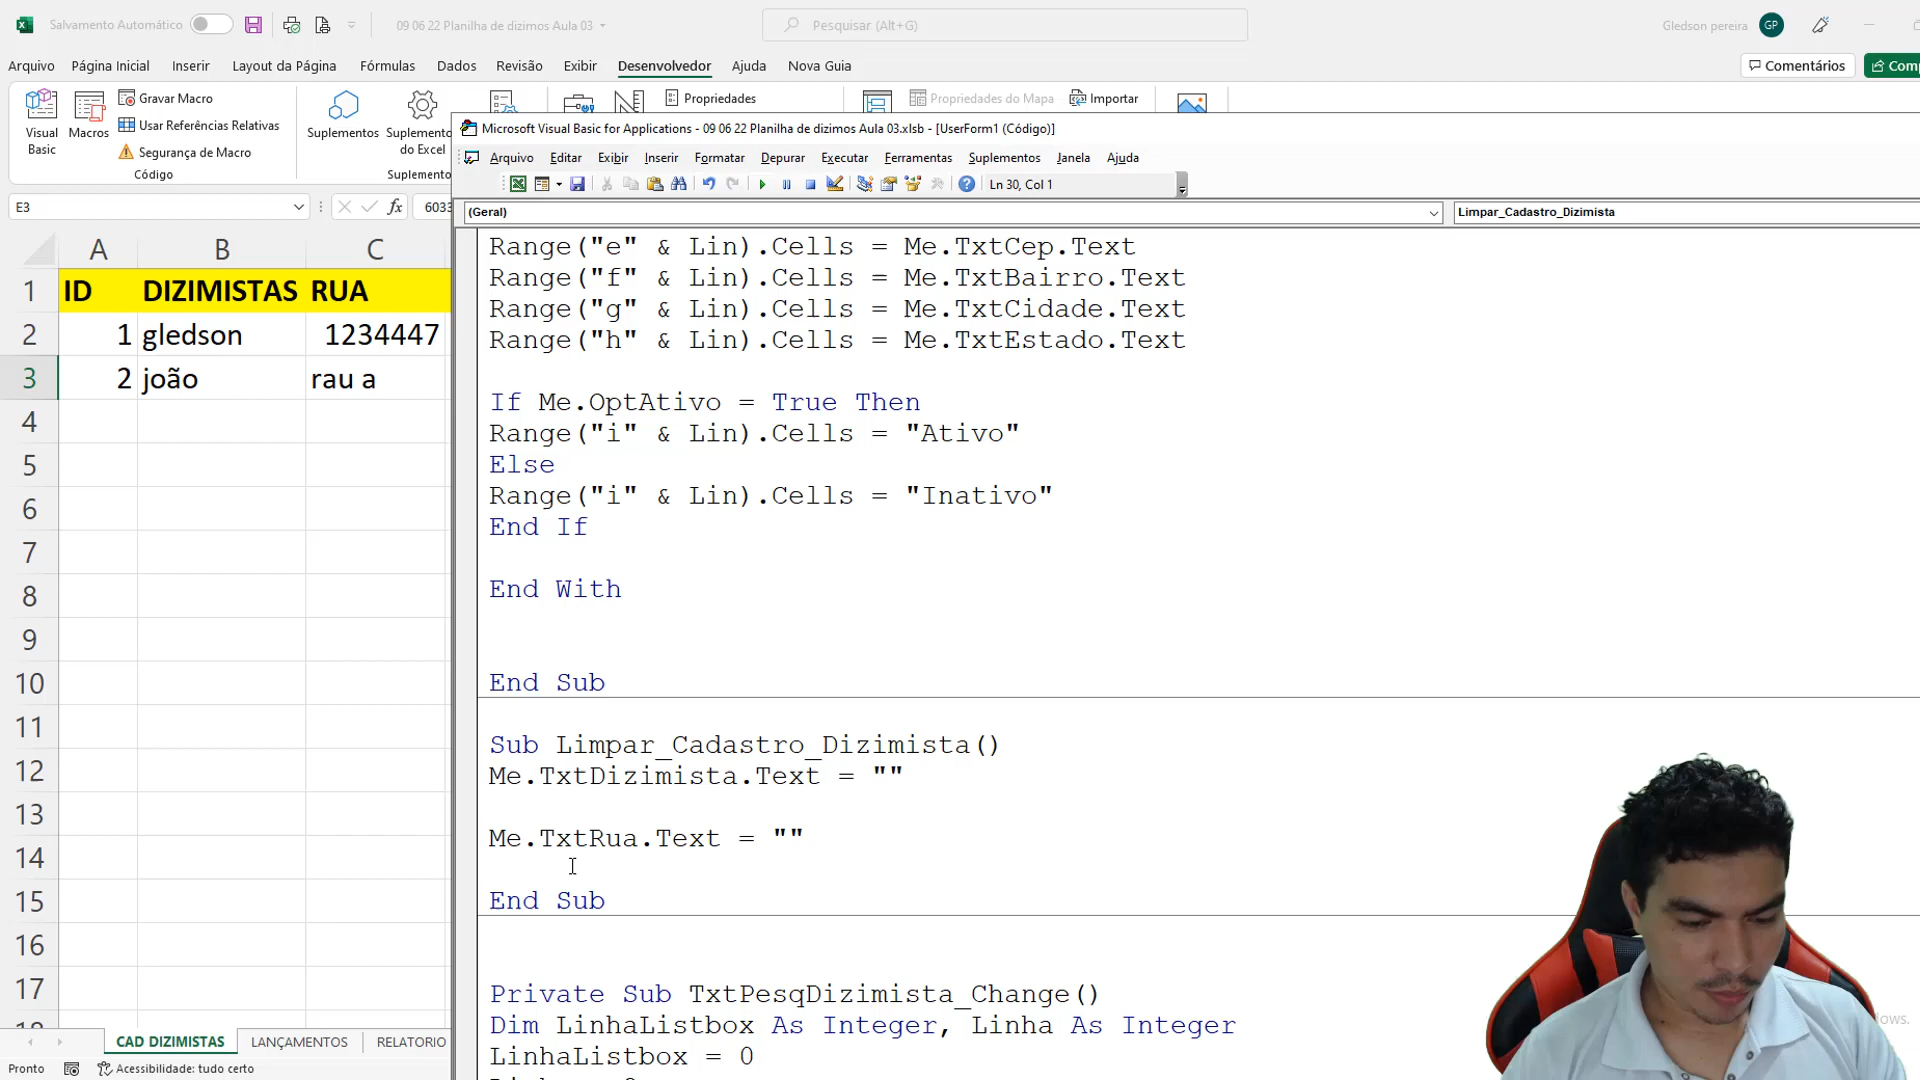 Salvamento Automático
09 06 22 Planilha de dizimos Aula 03
Pesquisar (Alt+G)
Gledson pereira
GP
Arquivo Página Inicial Inserir Layout da Página Fórmulas Dados Revisão Exibir Desenvolvedor Ajuda Nova Guia
Comentários
Visual Basic
Macros
Gravar Macro
Usar Referências Relativas
Segurança de Macro
Código
Suplementos
Suplemento do Excel
Suplement
Propriedades
Propriedades do Mapa
Importar
Microsoft Visual Basic for Applications - 09 06 22 Planilha de dizimos Aula 03.xlsb - [UserForm1 (Código)]
Arquivo Editar Exibir Inserir Formatar Depurar Executar Ferramentas Suplementos Janela Ajuda
Ln 30, Col 1
E3
fx
(Geral)
Limpar_Cadastro_Dizimista
A B C
1 ID DIZIMISTAS RUA
2 1 gledson 1234447
3 2 joão rau a
4
5
6
7
8
9
10
11
12
13
14
15
16
17
Range("e" & Lin).Cells = Me.TxtCep.Text
Range("f" & Lin).Cells = Me.TxtBairro.Text
Range("g" & Lin).Cells = Me.TxtCidade.Text
Range("h" & Lin).Cells = Me.TxtEstado.Text
If Me.OptAtivo = True Then
Range("i" & Lin).Cells = "Ativo"
Else
Range("i" & Lin).Cells = "Inativo"
End If
End With
End Sub
Sub Limpar_Cadastro_Dizimista()
Me.TxtDizimista.Text = ""
Me.TxtRua.Text = ""
End Sub
Private Sub TxtPesqDizimista_Change()
Dim LinhaListbox As Integer, Linha As Integer
LinhaListbox = 0
CAD DIZIMISTAS LANÇAMENTOS RELATORIO
Pronto
Acessibilidade: tudo certo